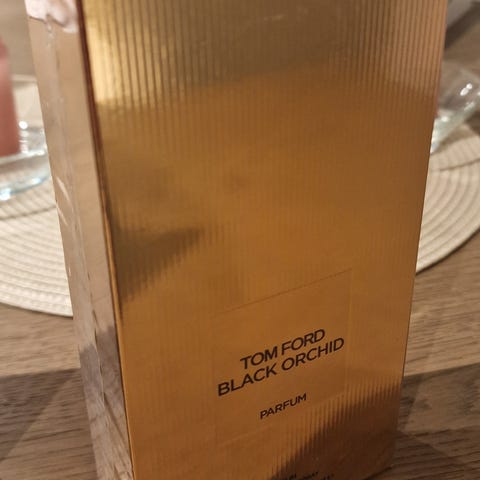 TOM FORD
BLACK ORCHID
PARFUM